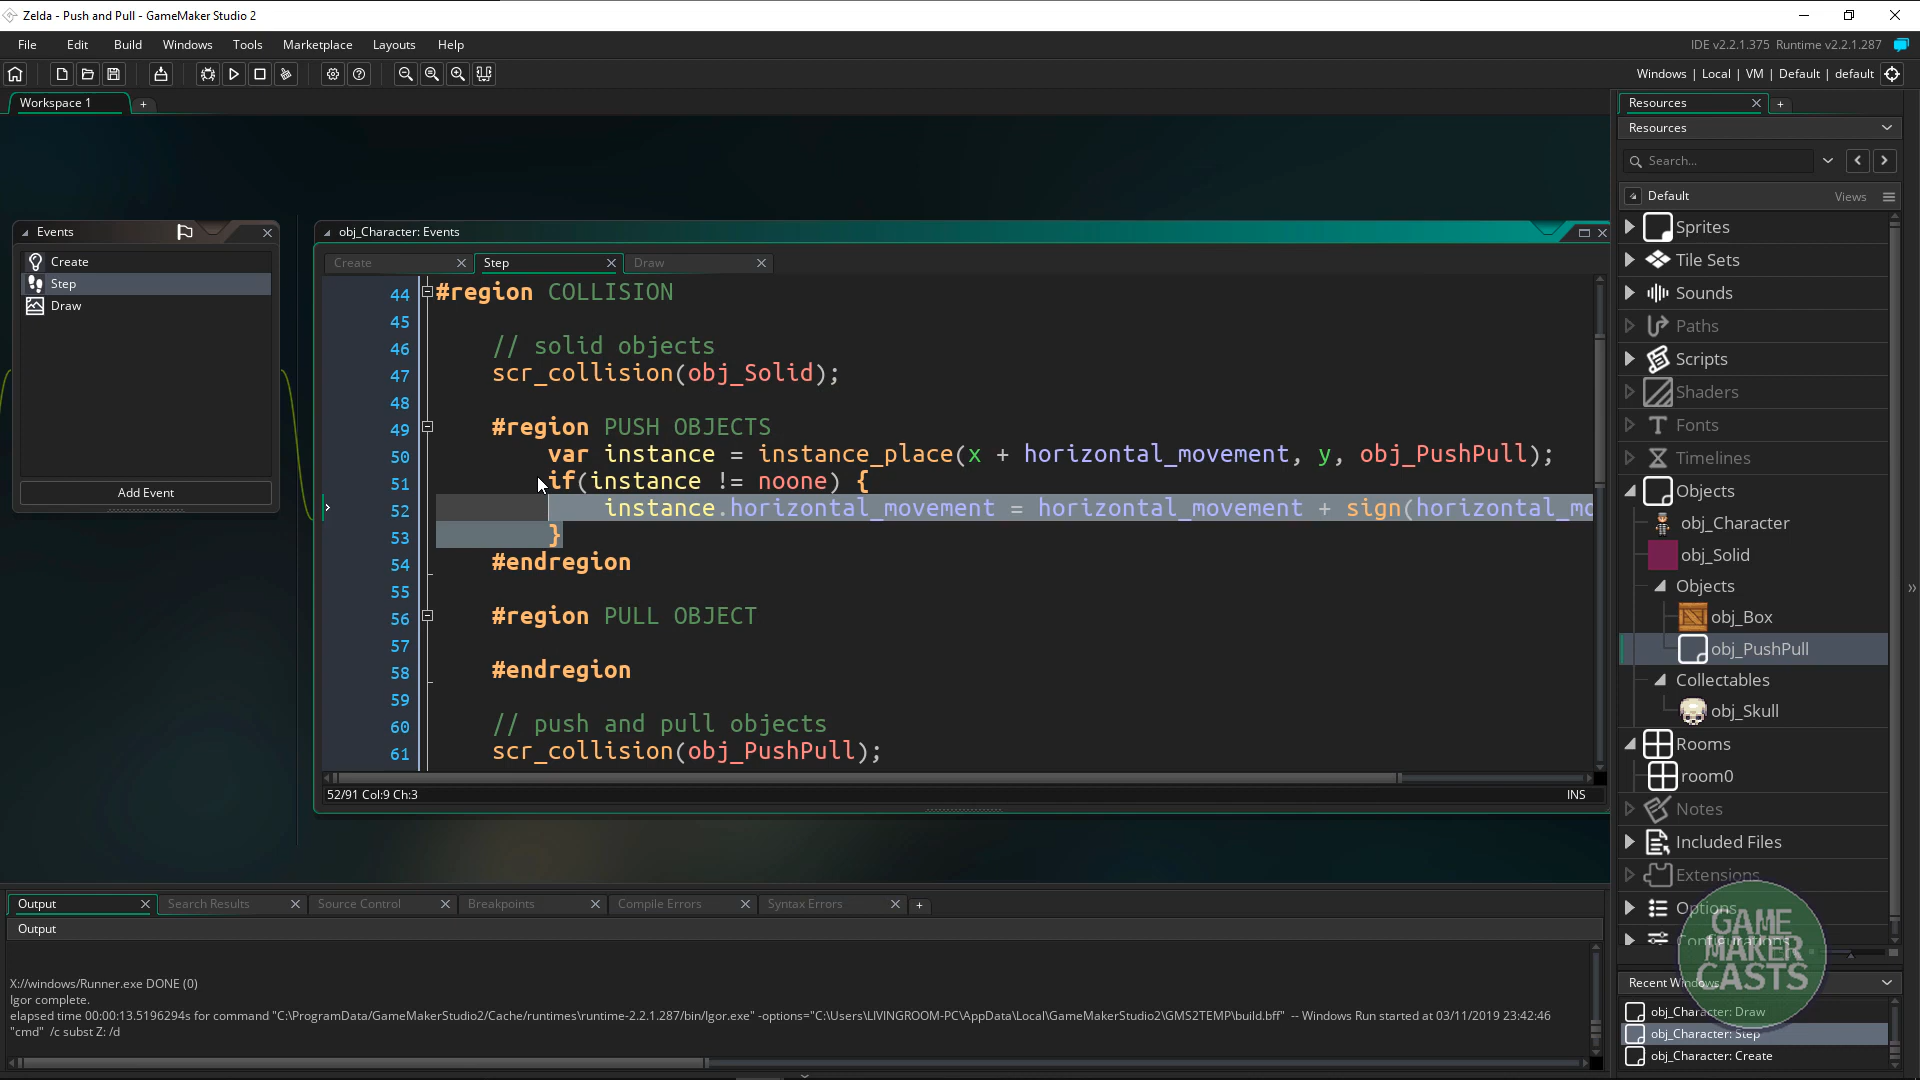 Zelda - Push and Pull - GameMaker Studio 2
File Edit Build Windows Tools Marketplace Layouts Help
IDE v2.2.1.375 Runtime v2.2.1.287
Windows | Local | VM | Default | default
Workspace 1
+
Resources
+
Resources
Search...
Default
Views
Events
Create
Step
Draw
Add Event
obj_Character: Events
Create
Step
Draw
44 #region COLLISION
45
46 // solid objects
47 scr_collision(obj_Solid);
48
49 #region PUSH OBJECTS
50 var instance = instance_place(x + horizontal_movement, y, obj_PushPull);
51 if(instance != noone) {
52 instance.horizontal_movement = horizontal_movement + sign(horizontal_mo
53 }
54 #endregion
55
56 #region PULL OBJECT
57
58 #endregion
59
60 // push and pull objects
61 scr_collision(obj_PushPull);
52/91 Col:9 Ch:3
INS
Sprites
Tile Sets
Sounds
Paths
Scripts
Shaders
Fonts
Timelines
Objects
obj_Character
obj_Solid
Objects
obj_Box
obj_PushPull
Collectables
obj_Skull
Rooms
room0
Notes
Included Files
Extensions
Options
Configurations
GAME
MAKER
CASTS
Recent Windows
obj_Character: Draw
obj_Character: Step
obj_Character: Create
Output
Search Results
Source Control
Breakpoints
Compile Errors
Syntax Errors
+
Output
X://windows/Runner.exe DONE (0)
Igor complete.
elapsed time 00:00:13.5196294s for command "C:\ProgramData/GameMakerStudio2/Cache/runtimes\runtime-2.2.1.287/bin/Igor.exe" -options="C:\Users\LIVINGROOM-PC\AppData\Local\GameMakerStudio2\GMS2TEMP\build.bff" -- Windows Run started at 03/11/2019 23:42:46
"cmd" /c subst Z: /d